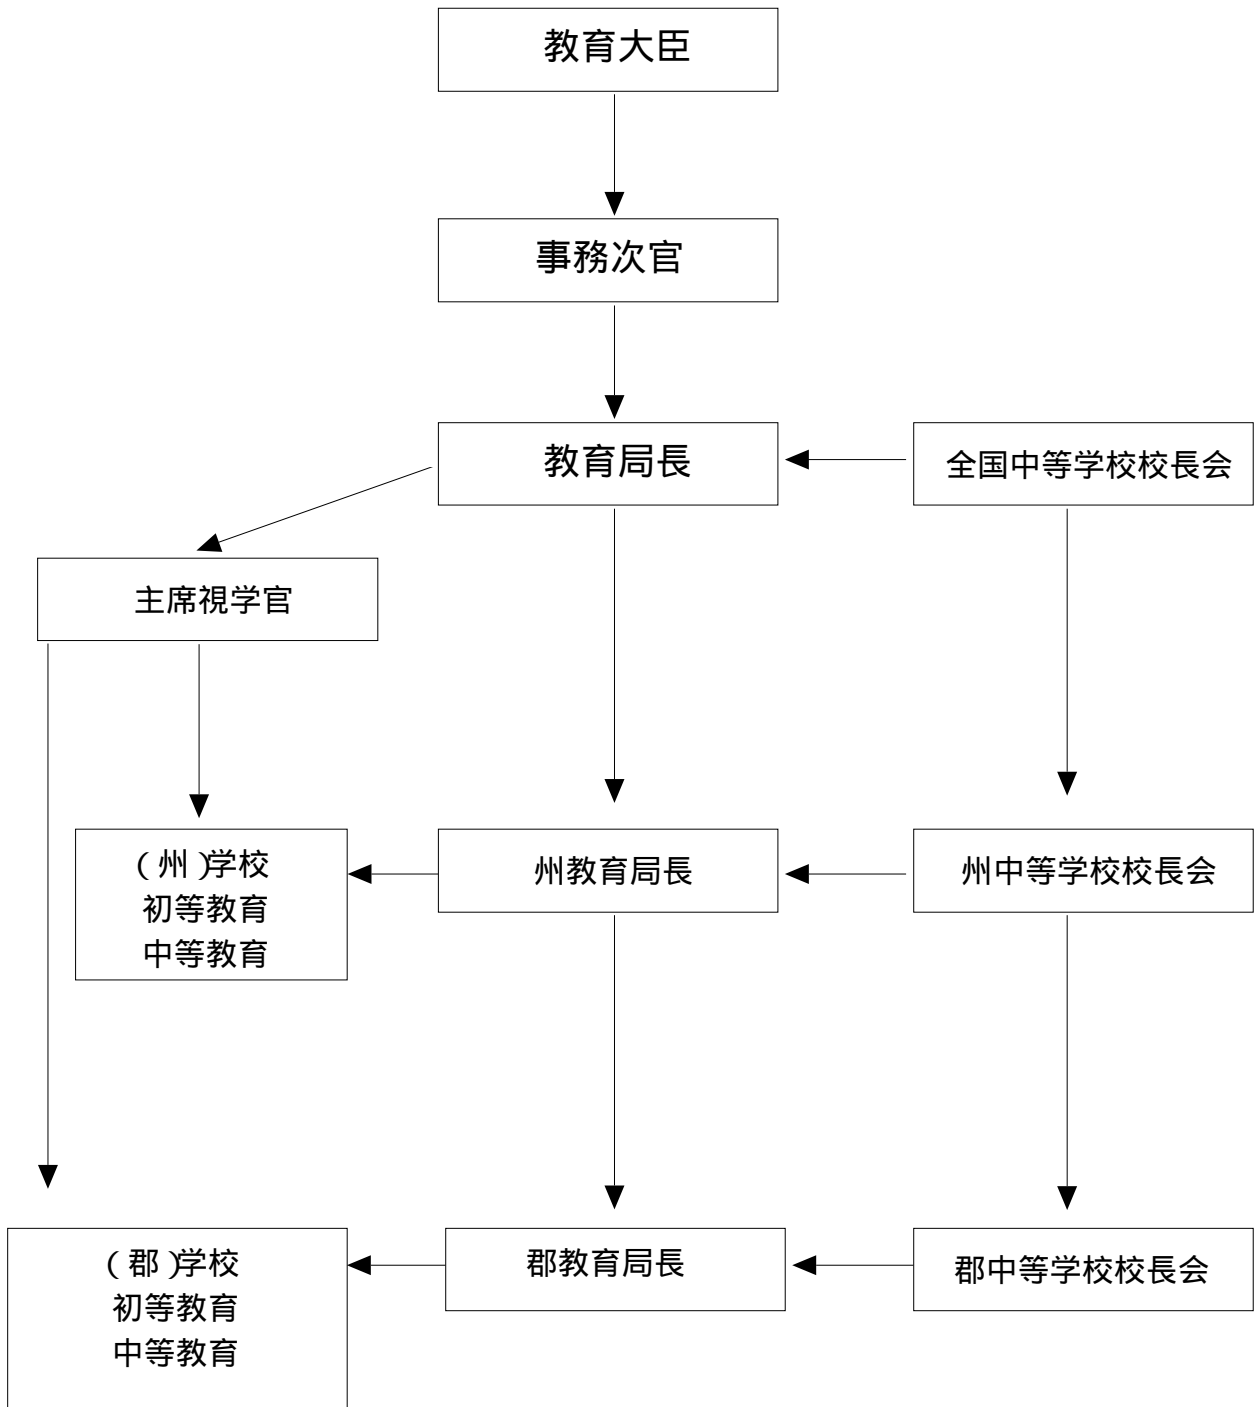 教育大臣
事務次官
教育局長
全国中等学校校長会
主席視学官
(州)学校
初等教育
中等教育
州教育局長
州中等学校校長会
(郡)学校
初等教育
中等教育
郡教育局長
郡中等学校校長会